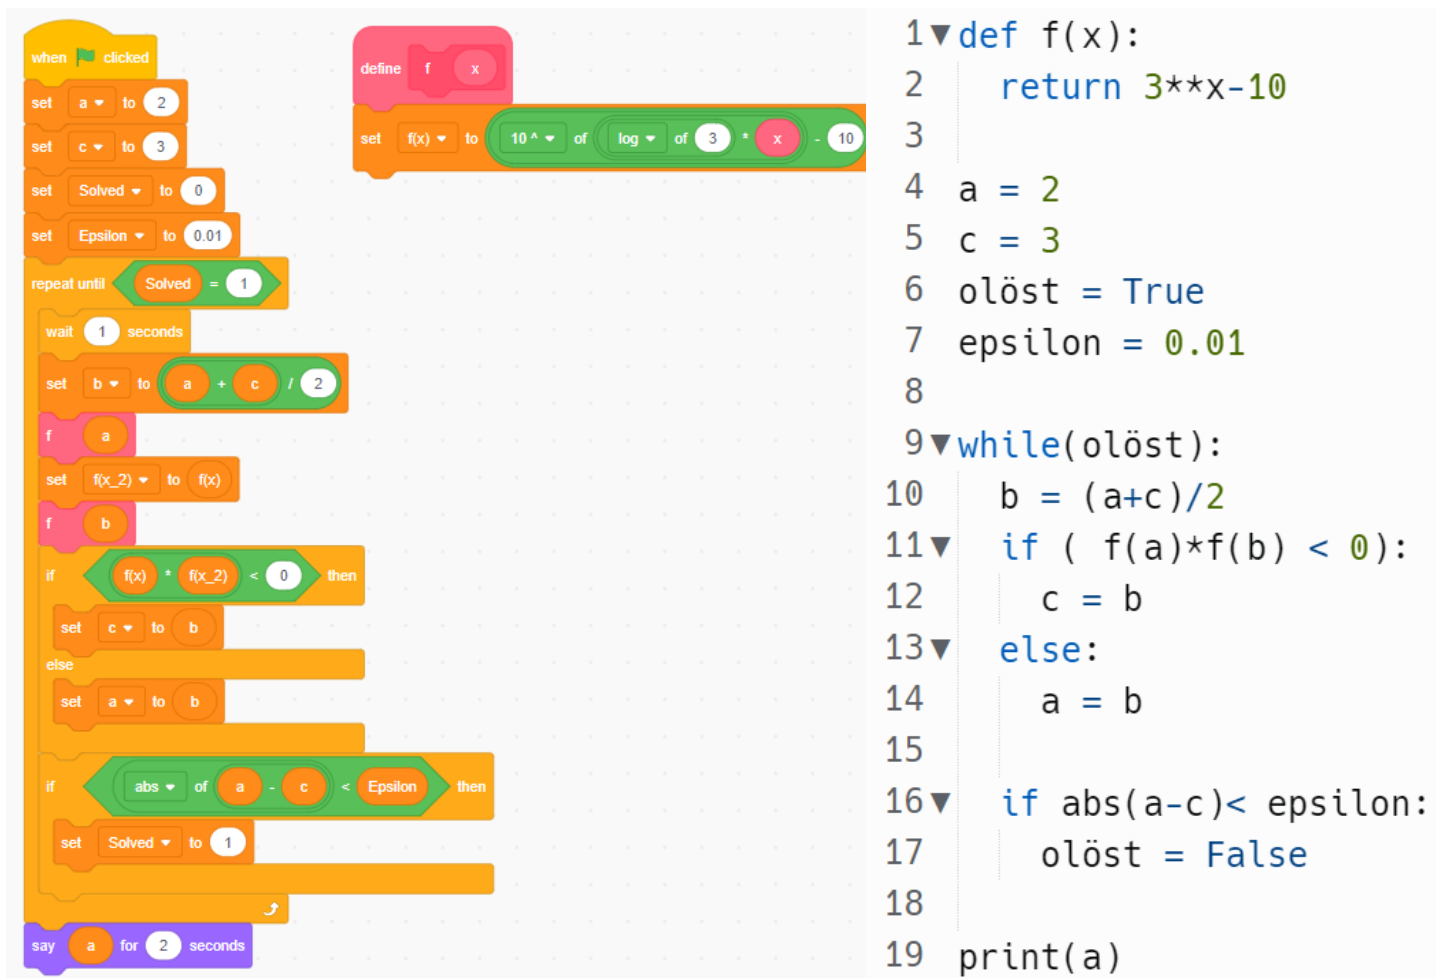 when clicked
set a to 2
set c to 3
set Solved to 0
set Epsilon to 0.01
repeat until Solved = 1
wait 1 seconds
set b to a + c / 2
f a
set f(x_2) to f(x)
f b
if f(x) * f(x_2) < 0 then
set c to b
else
set a to b
if abs of a - c < Epsilon then
set Solved to 1
say a for 2 seconds
define f x
set f(x) to 10 ^ of log of 3 * x - 10
1 def f(x):
2 return 3**x-10
3
4 a = 2
5 c = 3
6 olöst = True
7 epsilon = 0.01
8
9 while(olöst):
10 b = (a+c)/2
11 if ( f(a)*f(b) < 0):
12 c = b
13 else:
14 a = b
15
16 if abs(a-c)< epsilon:
17 olöst = False
18
19 print(a)